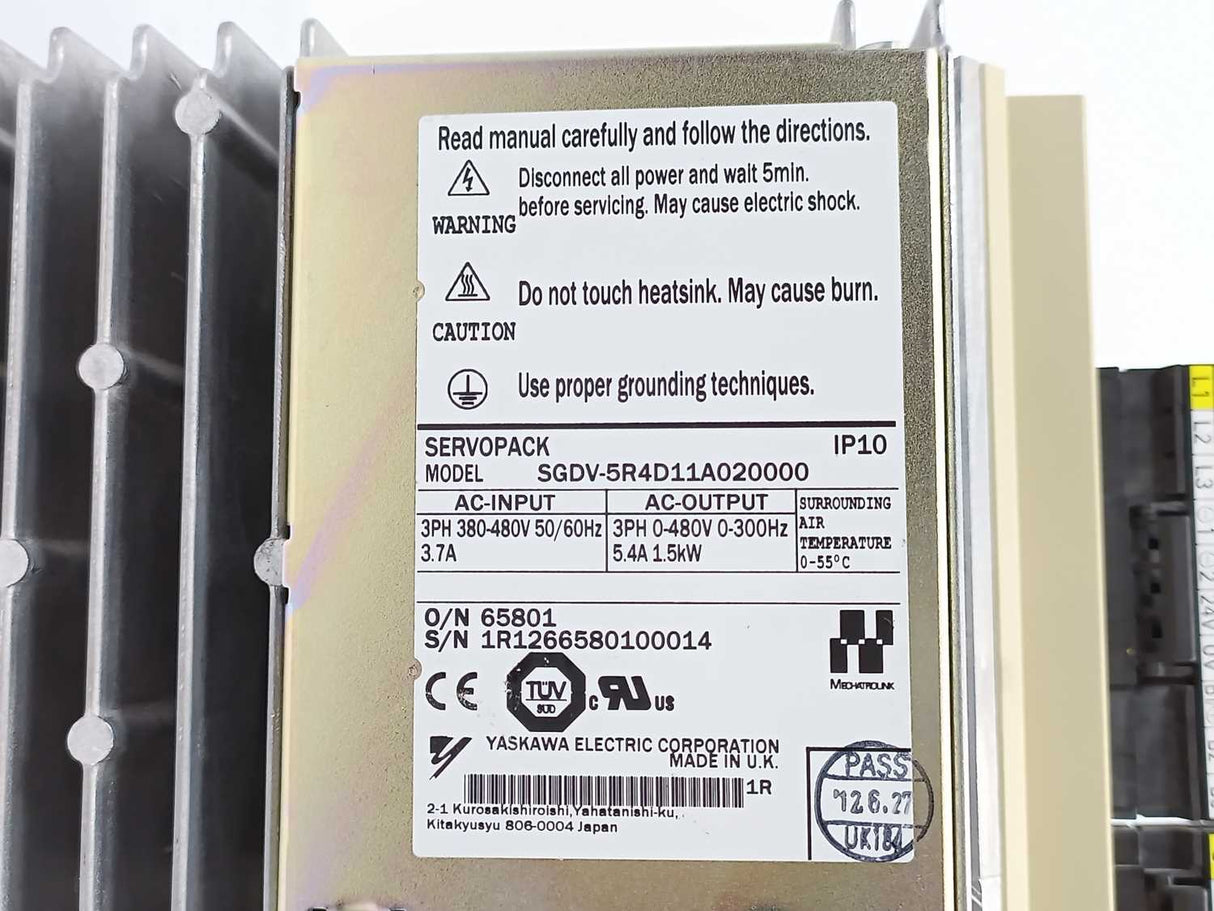 Read manual carefully and follow the directions.
Disconnect all power and wait 5min.
before servicing. May cause electric shock.
WARNING
Do not touch heatsink. May cause burn.
CAUTION
Use proper grounding techniques.
SERVOPACK IP10
MODEL SGDV-5R4D11A020000
AC-INPUT AC-OUTPUT SURROUNDING
AIR
TEMPERATURE
0-55°C
3PH 380-480V 50/60Hz 3PH 0-480V 0-300Hz
3.7A 5.4A 1.5kW
O/N 65801
S/N 1R1266580100014
MECHATROLINK
CE TÜV SÜD c RU US
YASKAWA ELECTRIC CORPORATION
MADE IN U.K.
1R
2-1 Kurosakishiroishi,Yahatanishi-ku,.
Kitakyusyu 806-0004 Japan
PASS
'12.6.27
UK184
L1
L2
L3
24V
0V